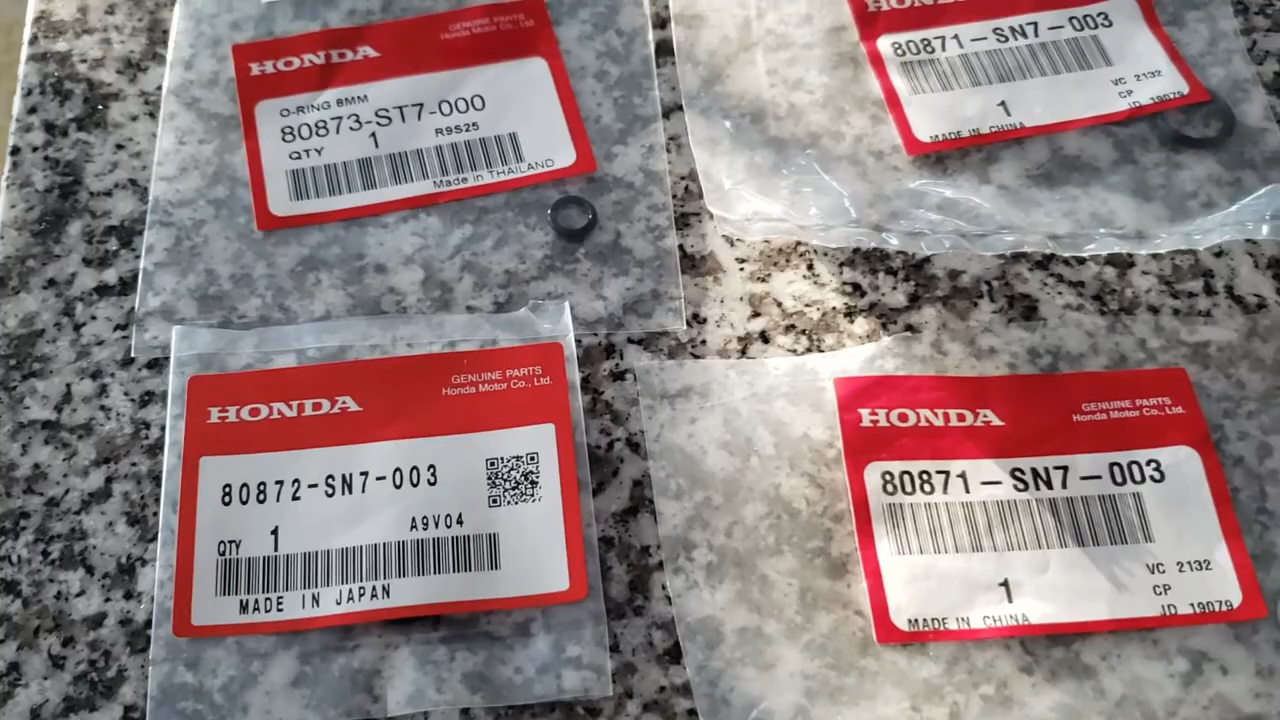 HONDA
GENUINE PARTS
Honda Motor Co., Ltd.
O-RING 8MM
80873-ST7-000
QTY 1 R9S25
Made in THAILAND
HONDA
80871-SN7-003
VC 2132
1 CP
JD 19079
MADE IN CHINA
HONDA
GENUINE PARTS
Honda Motor Co., Ltd.
80872-SN7-003
QTY 1 A9V04
MADE IN JAPAN
HONDA
GENUINE PARTS
Honda Motor Co., Ltd.
80871-SN7-003
VC 2132
1 CP
JD 19079
MADE IN CHINA